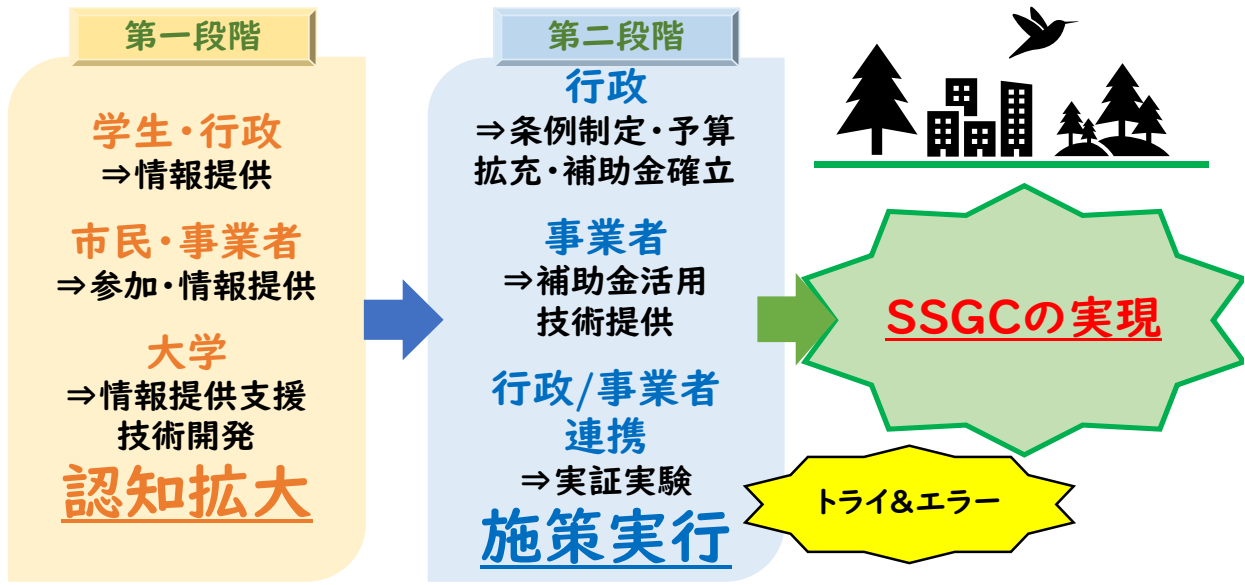 第一段階
学生・行政
⇒情報提供
市民・事業者
⇒参加・情報提供
大学
⇒情報提供支援
技術開発
認知拡大
第二段階
行政
⇒条例制定・予算
拡充・補助金確立
事業者
⇒補助金活用
技術提供
行政/事業者
連携
⇒実証実験
施策実行
SSGCの実現
トライ&エラー